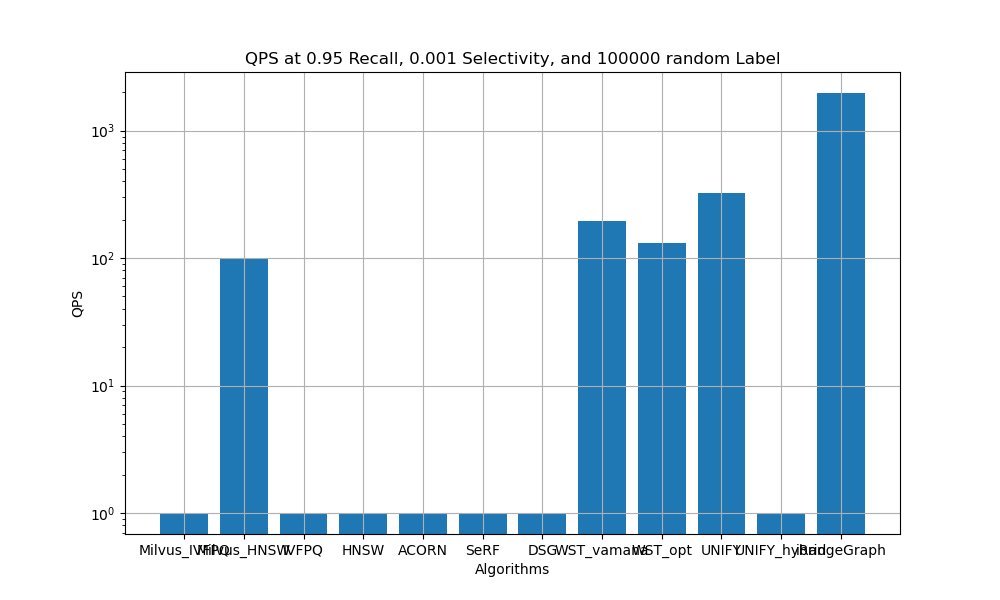 QPS at 0.95 Recall, 0.001 Selectivity, and 100000 random Label
10³
10²
10¹
10⁰
QPS
Milvus_IVFPQ Milvus_HNSW IVFPQ HNSW ACORN SeRF DSG WST_vamana WST_opt UNIFY UNIFY_hybrid iRangeGraph
Algorithms